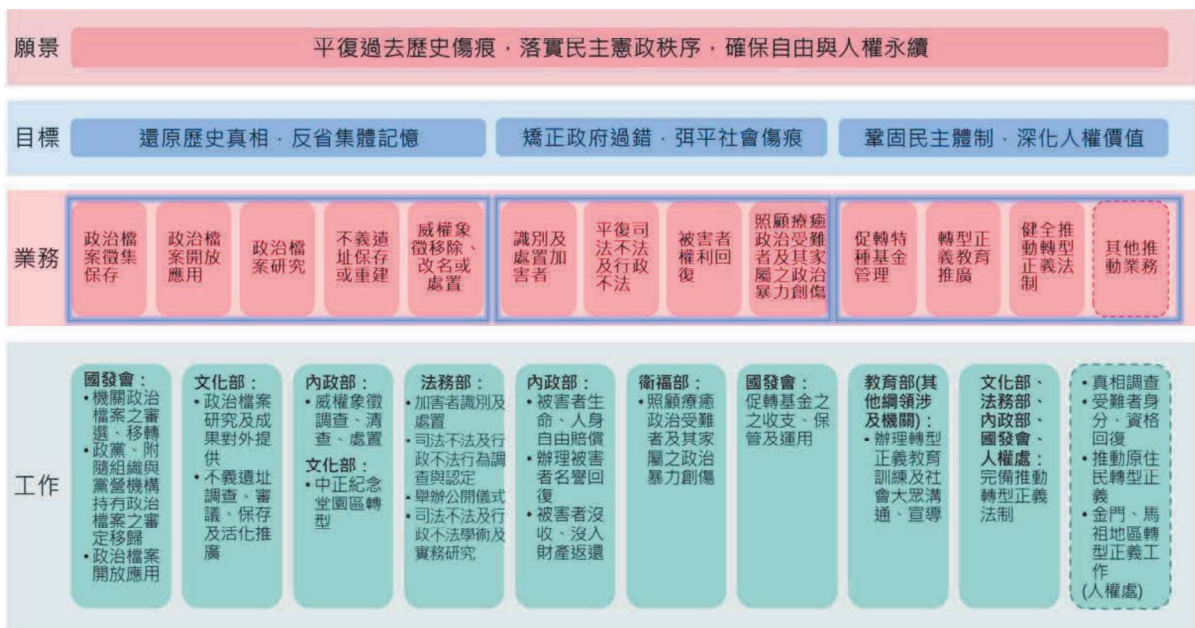 願景
平復過去歷史傷痕，落實民主憲政秩序，確保自由與人權永續
目標
還原歷史真相．反省集體記憶
矯正政府過錯．弭平社會傷痕
鞏固民主體制．深化人權價值
業務
政治檔
案徵集
保存
政治檔
案開放
應用
政治檔
案研究
不義遺
址保存
或重建
威權象
徵移除、
改名或
處置
識別及
處置加
害者
平復司
法不法
及行政
不法
被害者
權利回
復
照顧療癒
政治受難
者及其家
屬之政治
暴力創傷
促轉特
種基金
管理
轉型正
義教育
推廣
健全推
動轉型
正義法
制
其他推
動業務
工作
國發會：
• 機關政治
檔案之審
選、移轉
• 政黨、附
隨組織與
黨營機構
持有政治
檔案之審
定移歸
• 政治檔案
開放應用
文化部：
• 政治檔案
研究及成
果對外提
供
• 不義遺址
調查、審
議、保存
及活化推
廣
內政部：
• 威權象徵
調查、清
查、處置
文化部：
• 中正紀念
堂園區轉
型
法務部：
• 加害者識別及
處置
• 司法不法及行
政不法行為調
查與認定
• 舉辦公開儀式
• 司法不法及行
政不法學術及
實務研究
內政部：
• 被害者生
命、人身
自由賠償
• 辦理被害
者名譽回
復
• 被害者沒
收、沒入
財產返還
衛福部：
• 照顧療癒
政治受難
者及其家
屬之政治
暴力創傷
國發會：
促轉基金之
之收支、保
管及運用
教育部(其
他綱領涉
及機關)：
• 辦理轉型
正義教育
訓練及社
會大眾溝
通、宣導
文化部、
法務部、
內政部、
國發會、
人權處：
完備推動
轉型正義
法制
• 真相調查
• 受難者身
分、資格
回復
• 推動原住
民轉型正
義
• 金門、馬
祖地區轉
型正義工
作
(人權處)